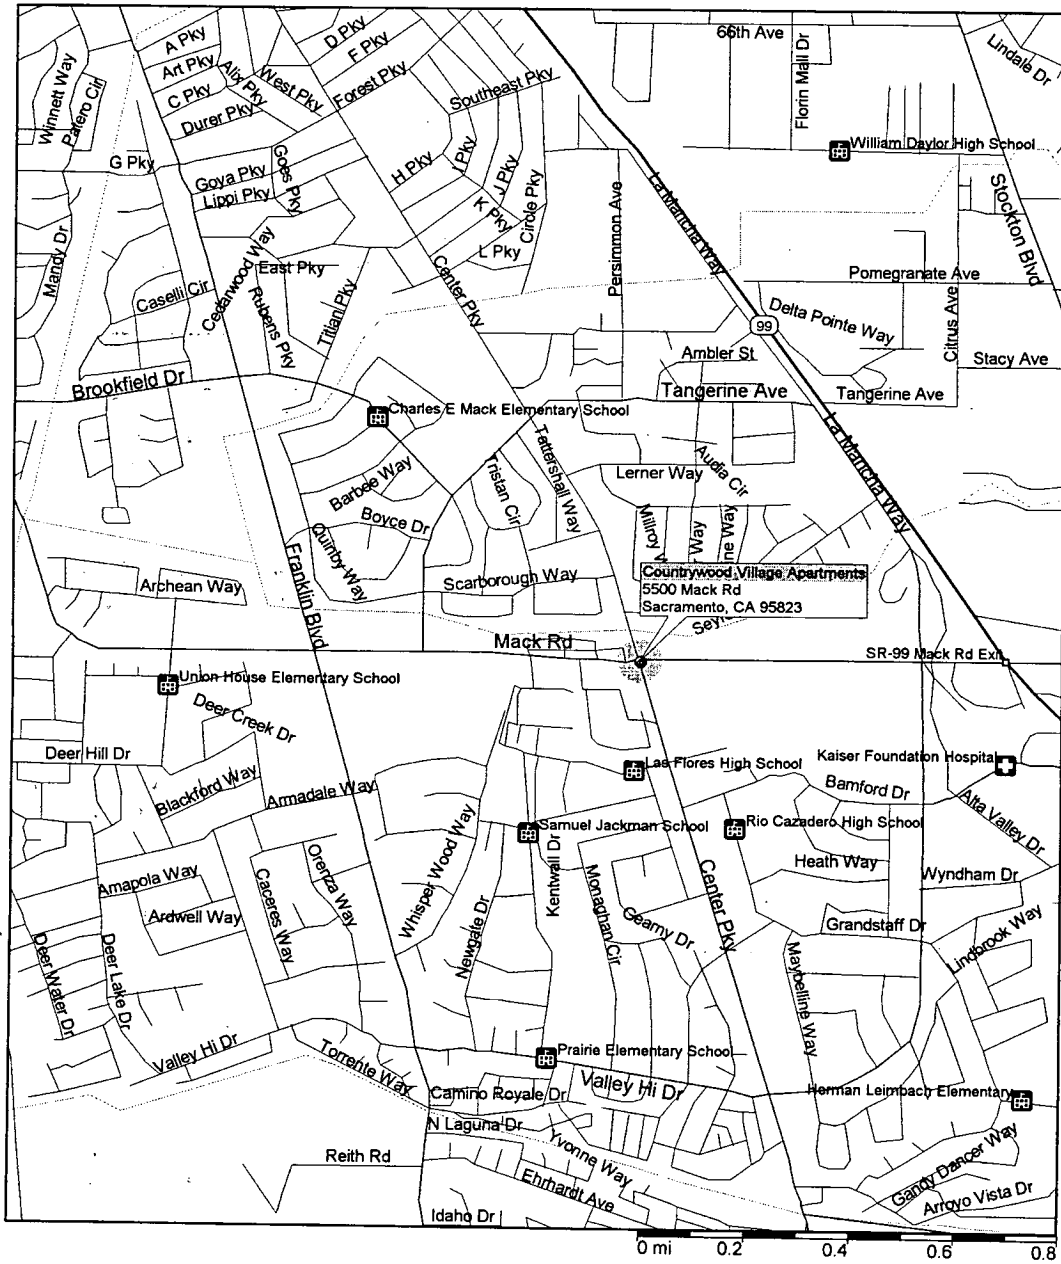 A Pky
D Pky
F Pky
66th Ave
Lindale Dr
Winnett Way
Patero Cir
Art Pky
Alix Pky
West Pky
Forest Pky
Southeast Pky
Florin Mall Dr
C Pky
Durer Pky
William Daylor High School
G Pky
Goya Pky
Goes Pky
H Pky
I Pky
J Pky
Lippi Pky
K Pky
Circle Pky
Persimmon Ave
La Mancha Way
Stockton Blvd
Mandy Dr
Cedarwood Way
East Pky
L Pky
Center Pky
Pomegranate Ave
Caselli Cir
Rubens Pky
Titian Pky
Delta Pointe Way
Citrus Ave
99
Ambler St
Stacy Ave
Brookfield Dr
Tangerine Ave
Tangerine Ave
Charles E Mack Elementary School
La Mancha Way
Tattershall Way
Barbee Way
Tristan Cir
Lerner Way
Audia Cir
Boyce Dr
Millroy
Way
ne Way
Quinby Way
Franklin Blvd
Archean Way
Scarborough Way
Countrywood Village Apartments
5500 Mack Rd
Sacramento, CA 95823
Mack Rd
SR-99 Mack Rd Exit
Union House Elementary School
Deer Creek Dr
Deer Hill Dr
Las Flores High School
Kaiser Foundation Hospital
Blackford Way
Armadale Way
Bamford Dr
Alta Valley Dr
Samuel Jackman School
Rio Cazadero High School
Whisper Wood Way
Kentwall Dr
Orenza Way
Heath Way
Wyndham Dr
Amapola Way
Caceres Way
Monaghan Cir
Center Pky
Ardwell Way
Newgate Dr
Geamy Dr
Grandstaff Dr
Lindbrook Way
Deer Water Dr
Deer Lake Dr
Maybelline Way
Valley Hi Dr
Torrente Way
Prairie Elementary School
Valley Hi Dr
Camino Royale Dr
Herman Leimbach Elementary
N Laguna Dr
Yvonne Way
Reith Rd
Gandy Dancer Way
Ehrhardt Ave
Arroyo Vista Dr
Idaho Dr
0 mi 0.2 0.4 0.6 0.8